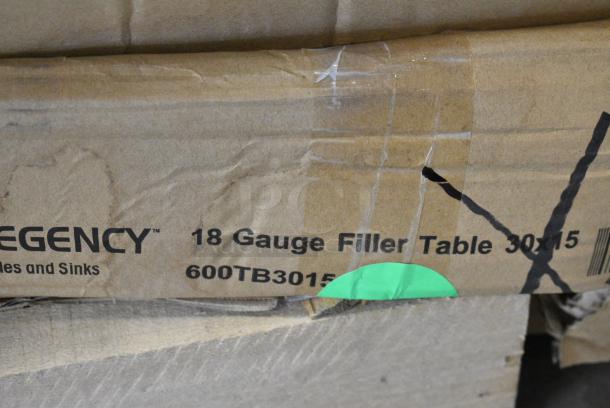 EGENCY™
les and Sinks
18 Gauge Filler Table 30x15
600TB3015